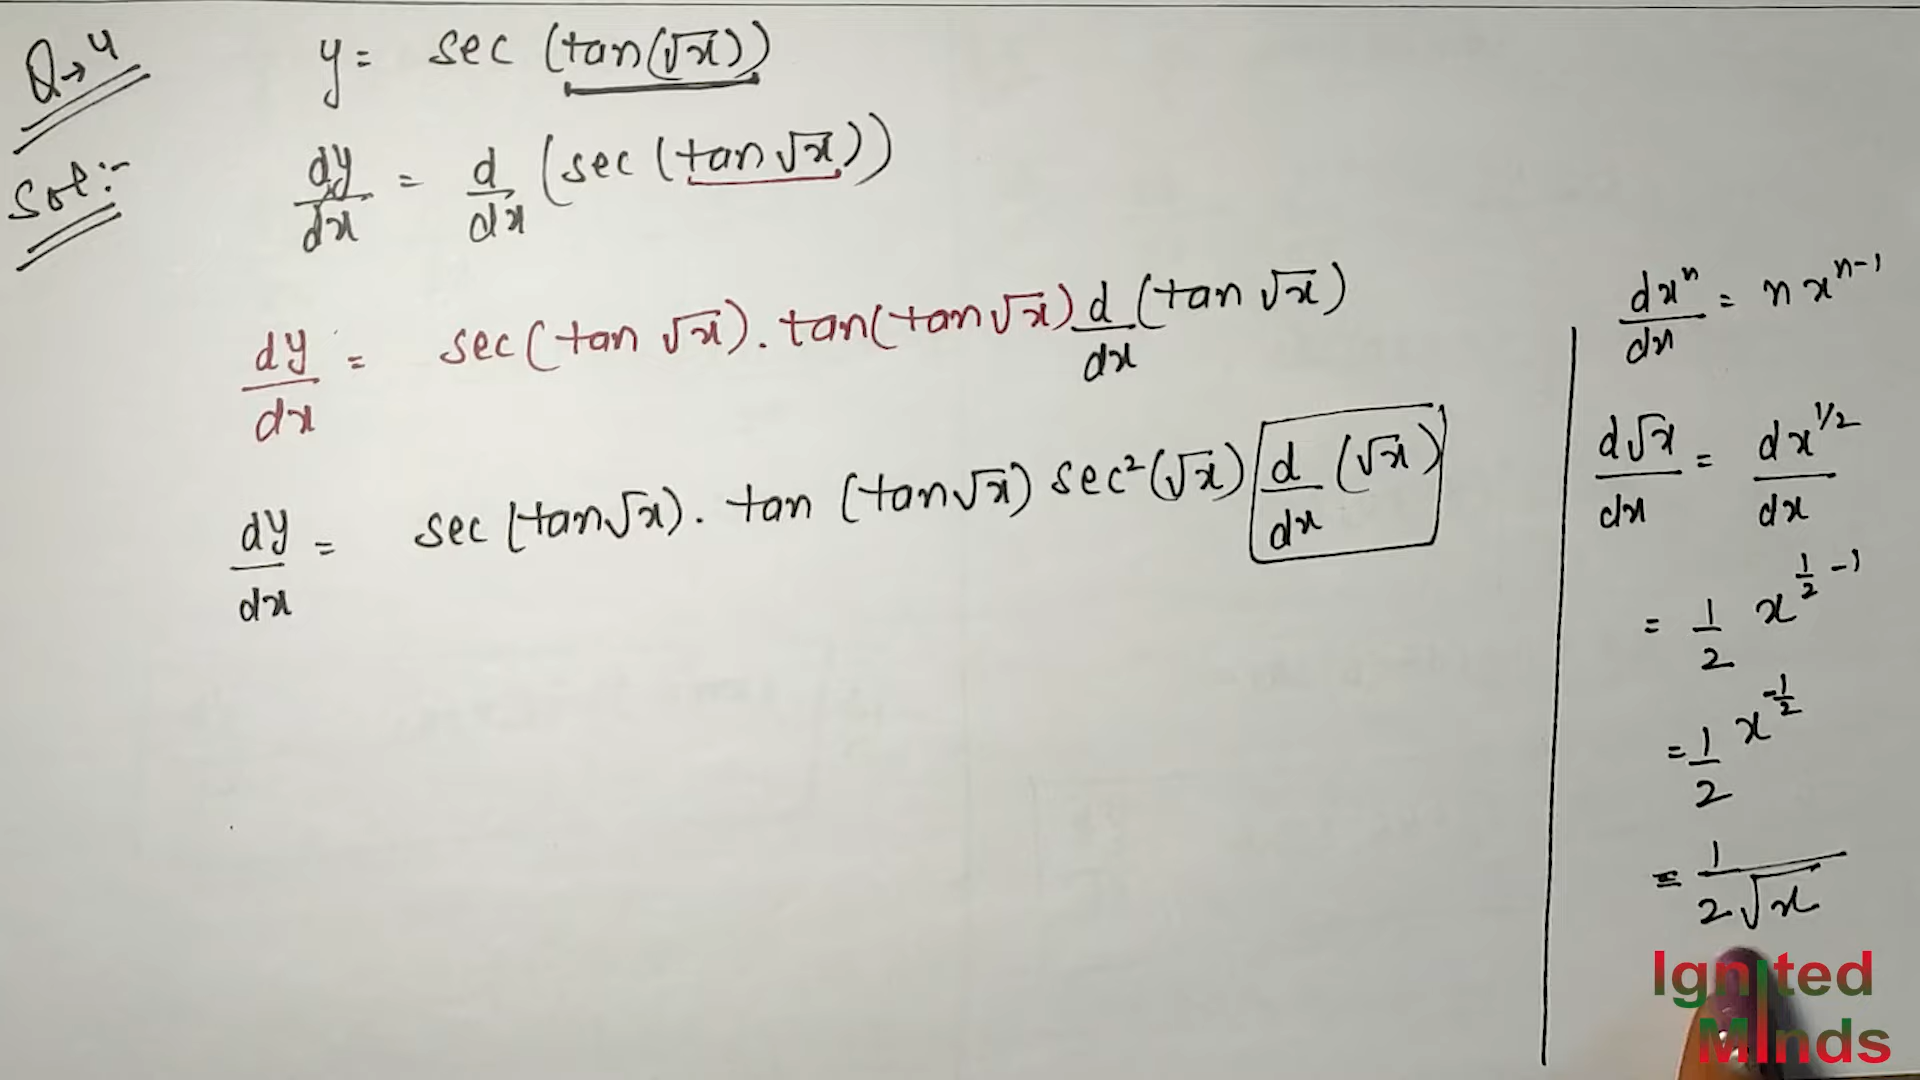 Q→4 y = sec (tan(√x))
Sol:- dy/dx = d/dx (sec (tan √x))
dy/dx = sec(tan √x). tan(tan √x) d/dx (tan √x)
dy/dx = sec (tan√x). tan (tan√x) sec²(√x) d/dx (√x)
dxⁿ/dx = n xⁿ⁻¹
d√x/dx = dx^1/2/dx
= 1/2 x^1/2 -1
= 1/2 x^-1/2
= 1/2√x
Ignited
Minds